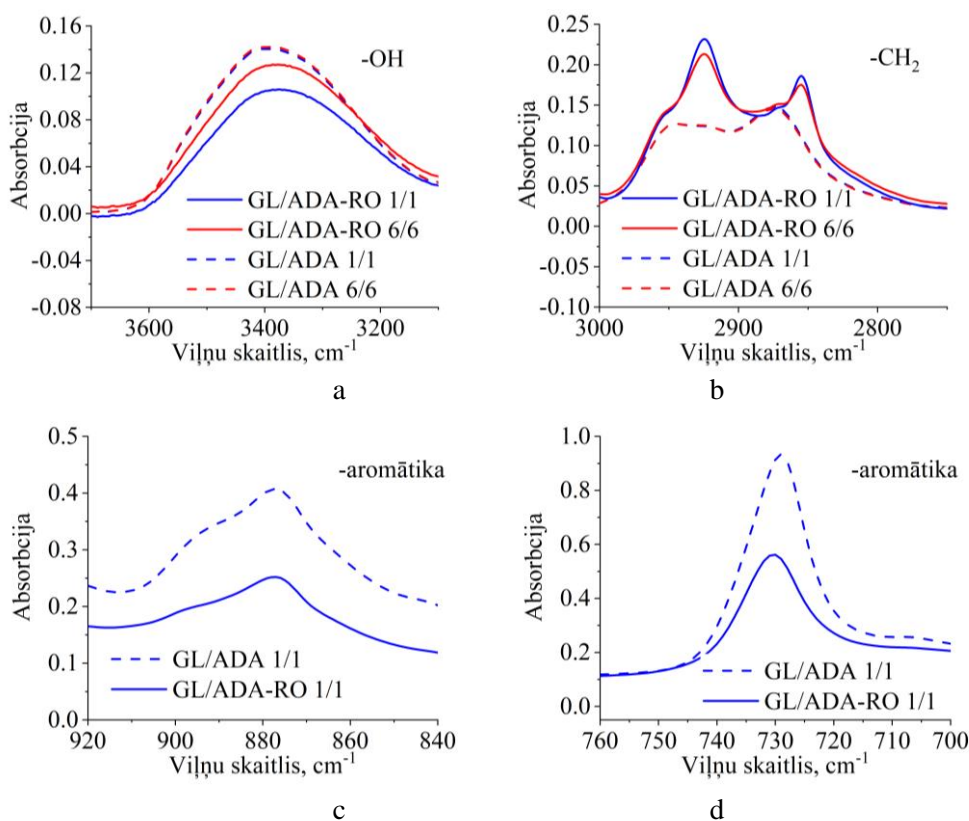 0.16
0.12
0.08
0.04
0.00
-0.04
-0.08
Absorbcija
-OH
GL/ADA-RO 1/1
GL/ADA-RO 6/6
GL/ADA 1/1
GL/ADA 6/6
3600 3400 3200
Viļņu skaitlis, cm-1
a
0.25
0.20
0.15
0.10
0.05
0.00
-0.05
-0.10
Absorbcija
-CH2
GL/ADA-RO 1/1
GL/ADA-RO 6/6
GL/ADA 1/1
GL/ADA 6/6
3000 2900 2800
Viļņu skaitlis, cm-1
b
0.5
0.4
0.3
0.2
0.1
0.0
Absorbcija
-aromātika
GL/ADA 1/1
GL/ADA-RO 1/1
920 900 880 860 840
Viļņu skaitlis, cm-1
c
1.0
0.8
0.6
0.4
0.2
0.0
Absorbcija
-aromātika
GL/ADA 1/1
GL/ADA-RO 1/1
760 750 740 730 720 710 700
Viļņu skaitlis, cm-1
d